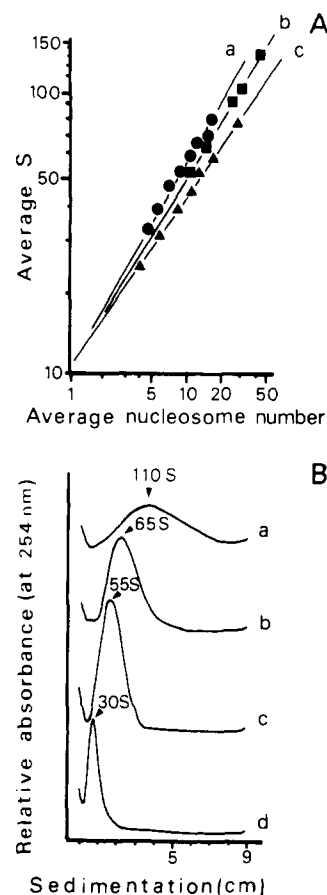 A
150
100
50
10
Average S
a
b
c
1
5
10
20
50
Average nucleosome number
B
110 S
65S
55S
30S
a
b
c
d
Relative absorbance (at 254 nm)
5
9
Sedimentation (cm)